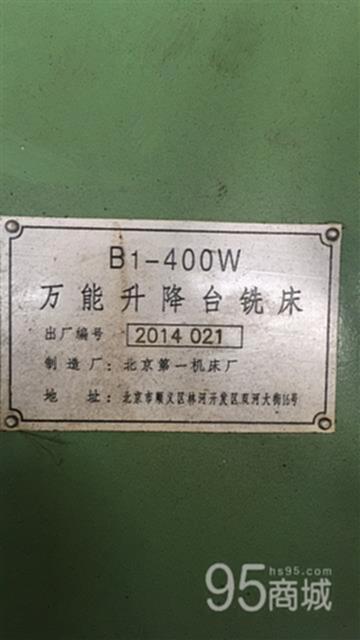 B1-400W
万能升降台铣床
出厂编号 2014 021
制造厂：北京第一机床厂
地 址：北京市顺义区林河开发区双河大街16号
hs95.com
95商城